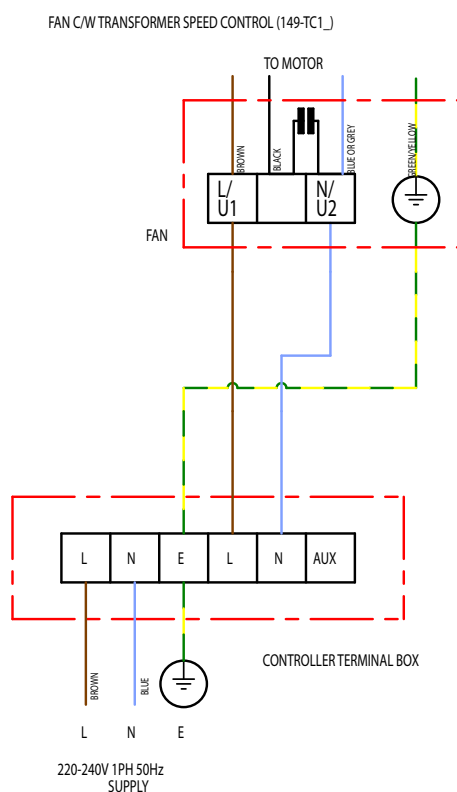 FAN C/W TRANSFORMER SPEED CONTROL (149-TC1_)
TO MOTOR
BROWN
BLACK
BLUE OR GREY
GREEN/YELLOW
L/
U1
N/
U2
FAN
L N E L N AUX
BROWN
BLUE
CONTROLLER TERMINAL BOX
L N E
220-240V 1PH 50Hz
SUPPLY